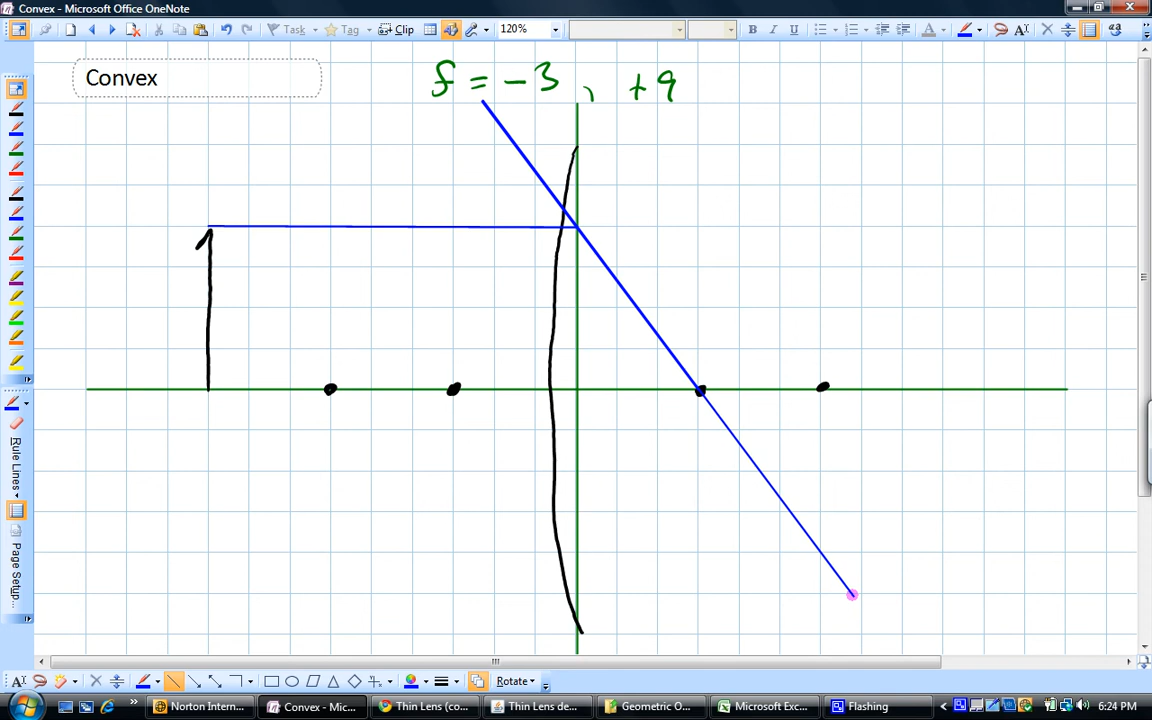 Convex - Microsoft Office OneNote
Task
Tag
Clip
120%
B I U
A
Convex
f = -3 , +9
Rule Lines
Page Setup...
Rotate
Norton Intern...
Convex - Mic...
Thin Lens (co...
Thin Lens de...
Geometric O...
Microsoft Exc...
Flashing
6:24 PM